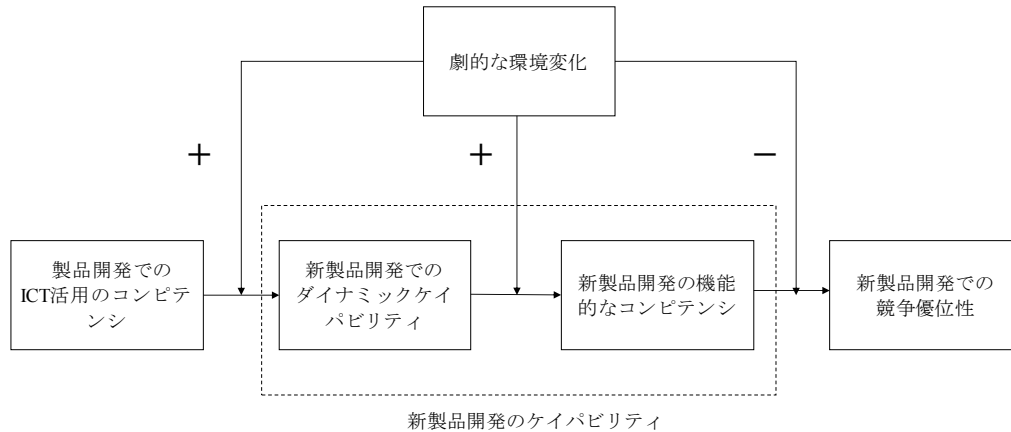 劇的な環境変化
+
+
−
製品開発での
ICT活用のコンピテ
ンシ
新製品開発での
ダイナミックケイ
パビリティ
新製品開発の機能
的なコンピテンシ
新製品開発での
競争優位性
新製品開発のケイパビリティ